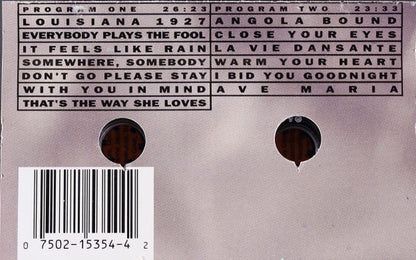 PROGRAM ONE 26:23
LOUISIANA 1927
EVERYBODY PLAYS THE FOOL
IT FEELS LIKE RAIN
SOMEWHERE, SOMEBODY
DON'T GO PLEASE STAY
WITH YOU IN MIND
THAT'S THE WAY SHE LOVES
PROGRAM TWO 23:33
ANGOLA BOUND
CLOSE YOUR EYES
LA VIE DANSANTE
WARM YOUR HEART
I BID YOU GOODNIGHT
AVE MARIA
0 7502-15354-4 2